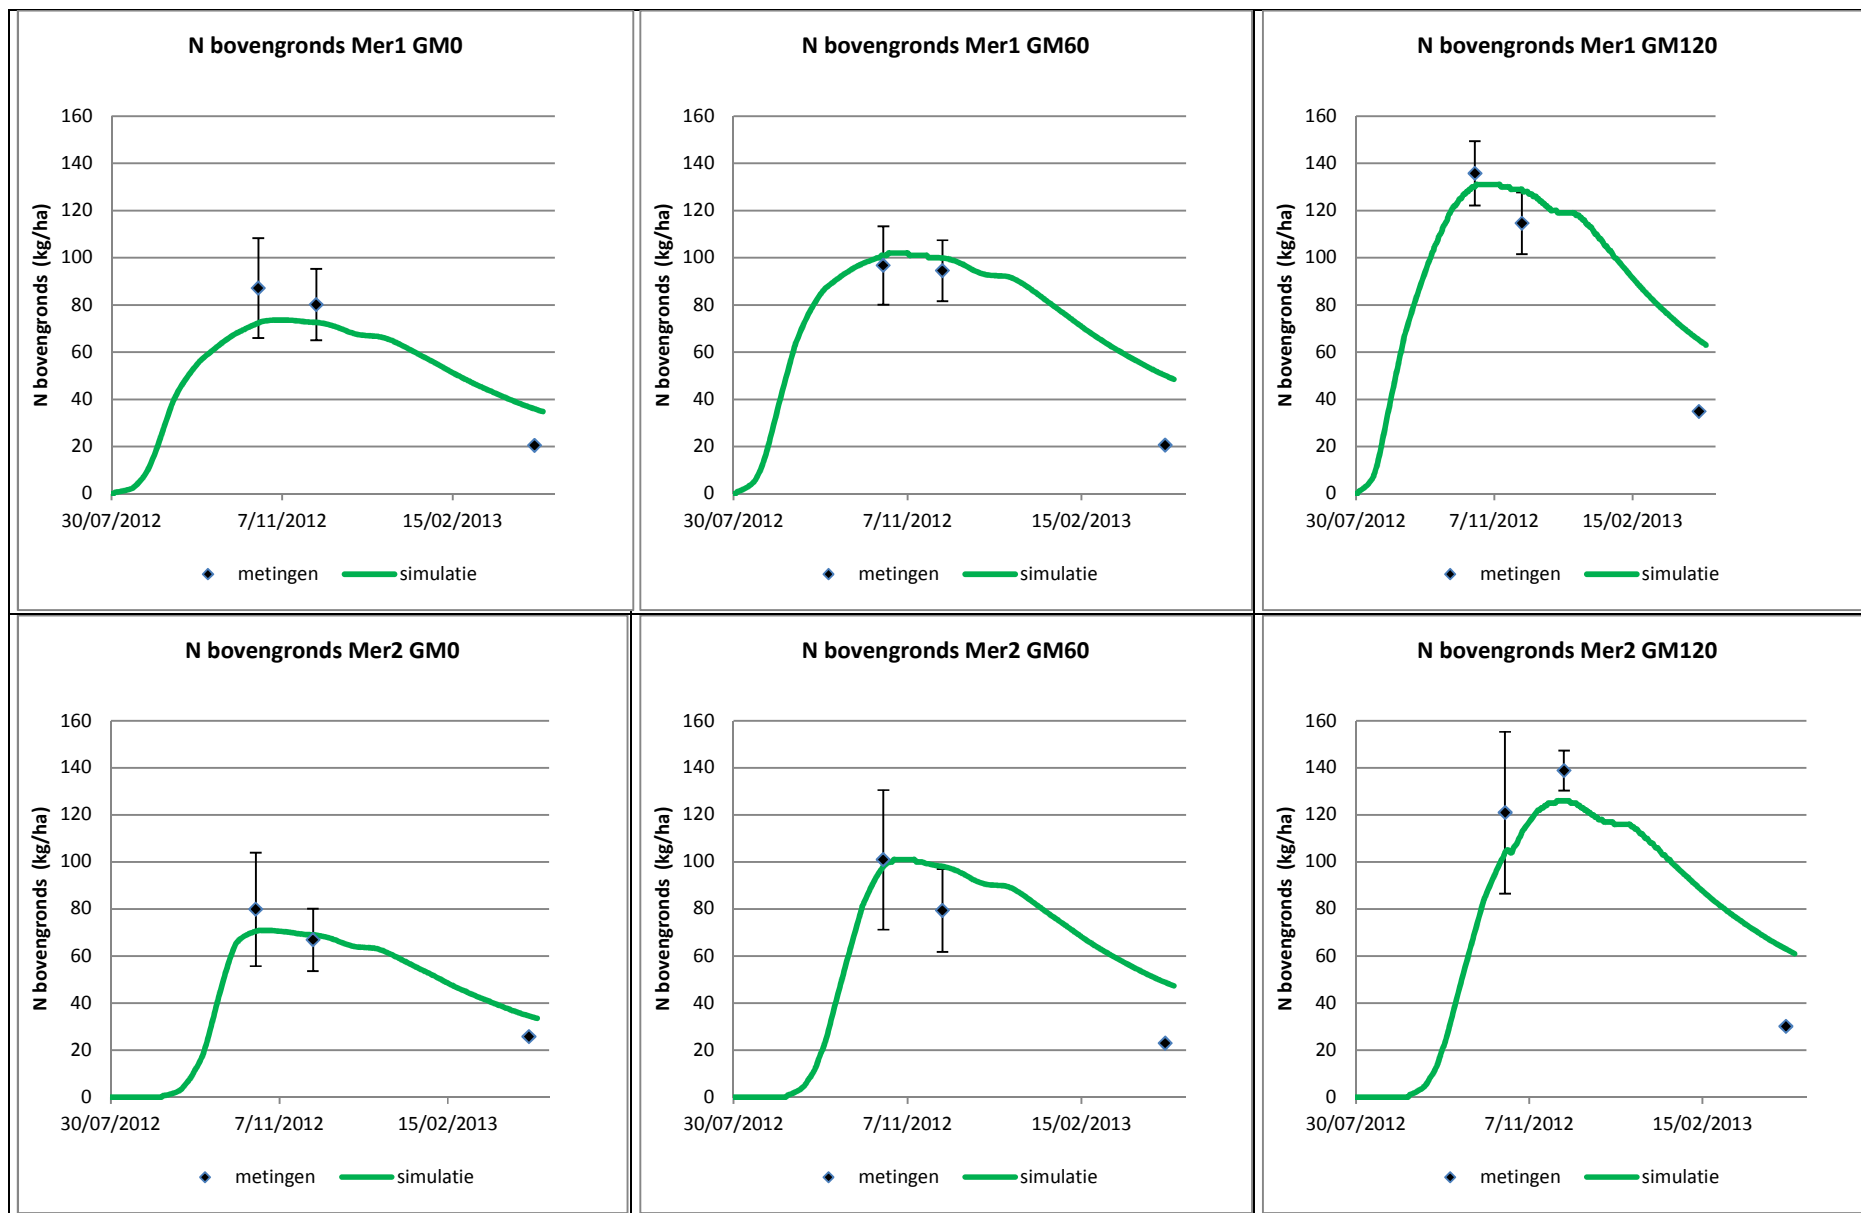 N bovengronds Mer1 GM0
N bovengronds (kg/ha)
160
140
120
100
80
60
40
20
0
30/07/2012 7/11/2012 15/02/2013
metingen simulatie
N bovengronds Mer1 GM60
N bovengronds (kg/ha)
160
140
120
100
80
60
40
20
0
30/07/2012 7/11/2012 15/02/2013
metingen simulatie
N bovengronds Mer1 GM120
N bovengronds (kg/ha)
160
140
120
100
80
60
40
20
0
30/07/2012 7/11/2012 15/02/2013
metingen simulatie
N bovengronds Mer2 GM0
N bovengronds (kg/ha)
160
140
120
100
80
60
40
20
0
30/07/2012 7/11/2012 15/02/2013
metingen simulatie
N bovengronds Mer2 GM60
N bovengronds (kg/ha)
160
140
120
100
80
60
40
20
0
30/07/2012 7/11/2012 15/02/2013
metingen simulatie
N bovengronds Mer2 GM120
N bovengronds (kg/ha)
160
140
120
100
80
60
40
20
0
30/07/2012 7/11/2012 15/02/2013
metingen simulatie